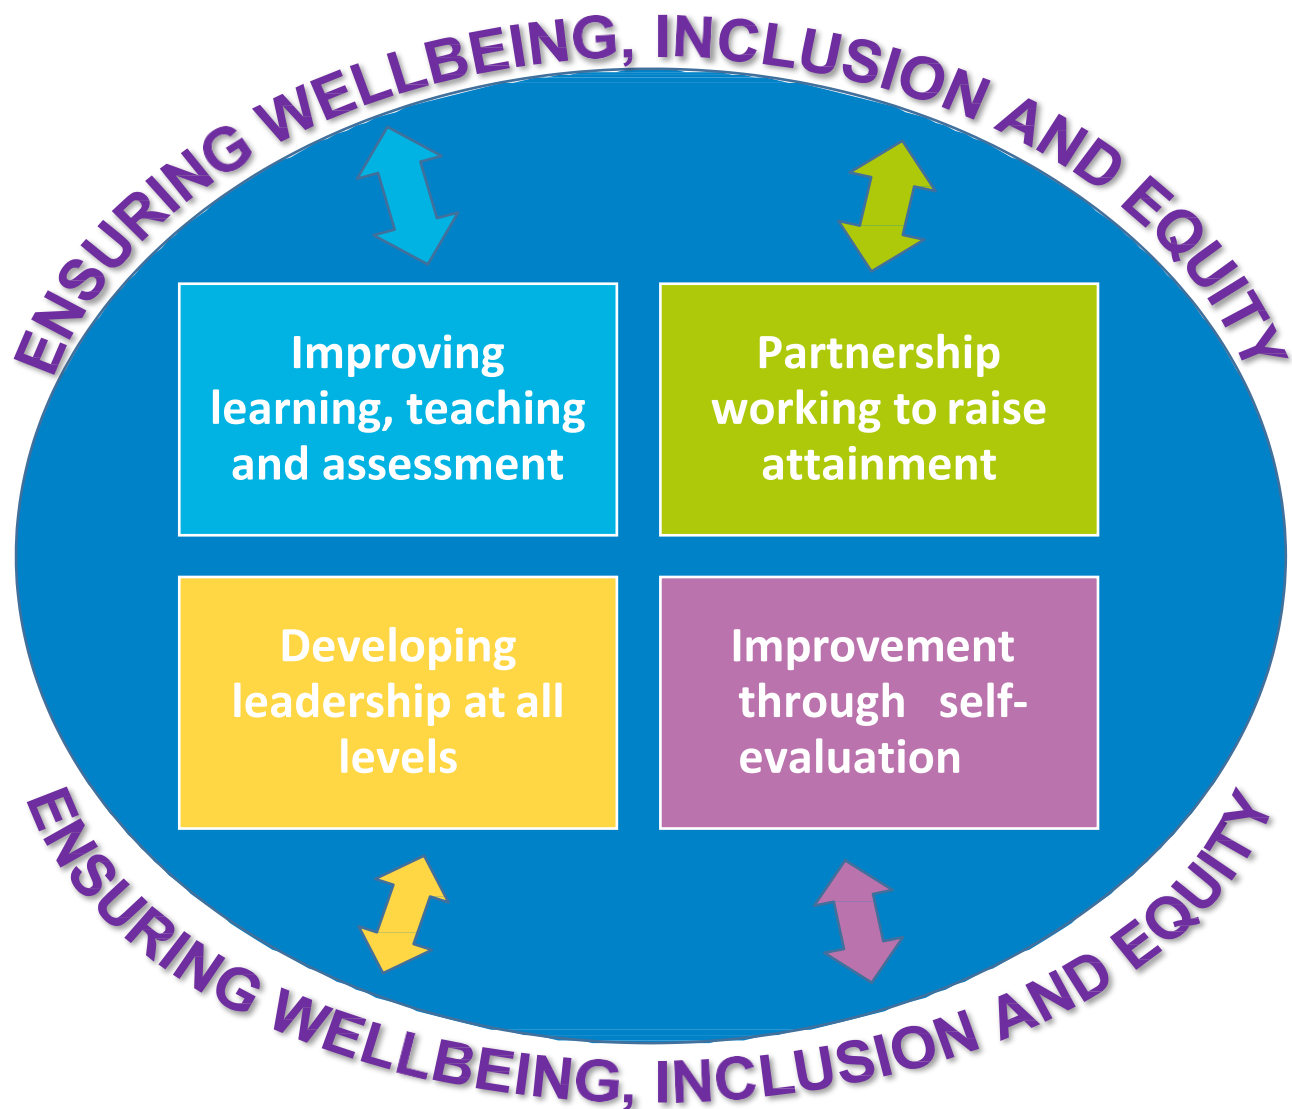 ENSURING WELLBEING, INCLUSION AND EQUITY
Improving
learning, teaching
and assessment
Partnership
working to raise
attainment
Developing
leadership at all
levels
Improvement
through self-
evaluation
ENSURING WELLBEING, INCLUSION AND EQUITY